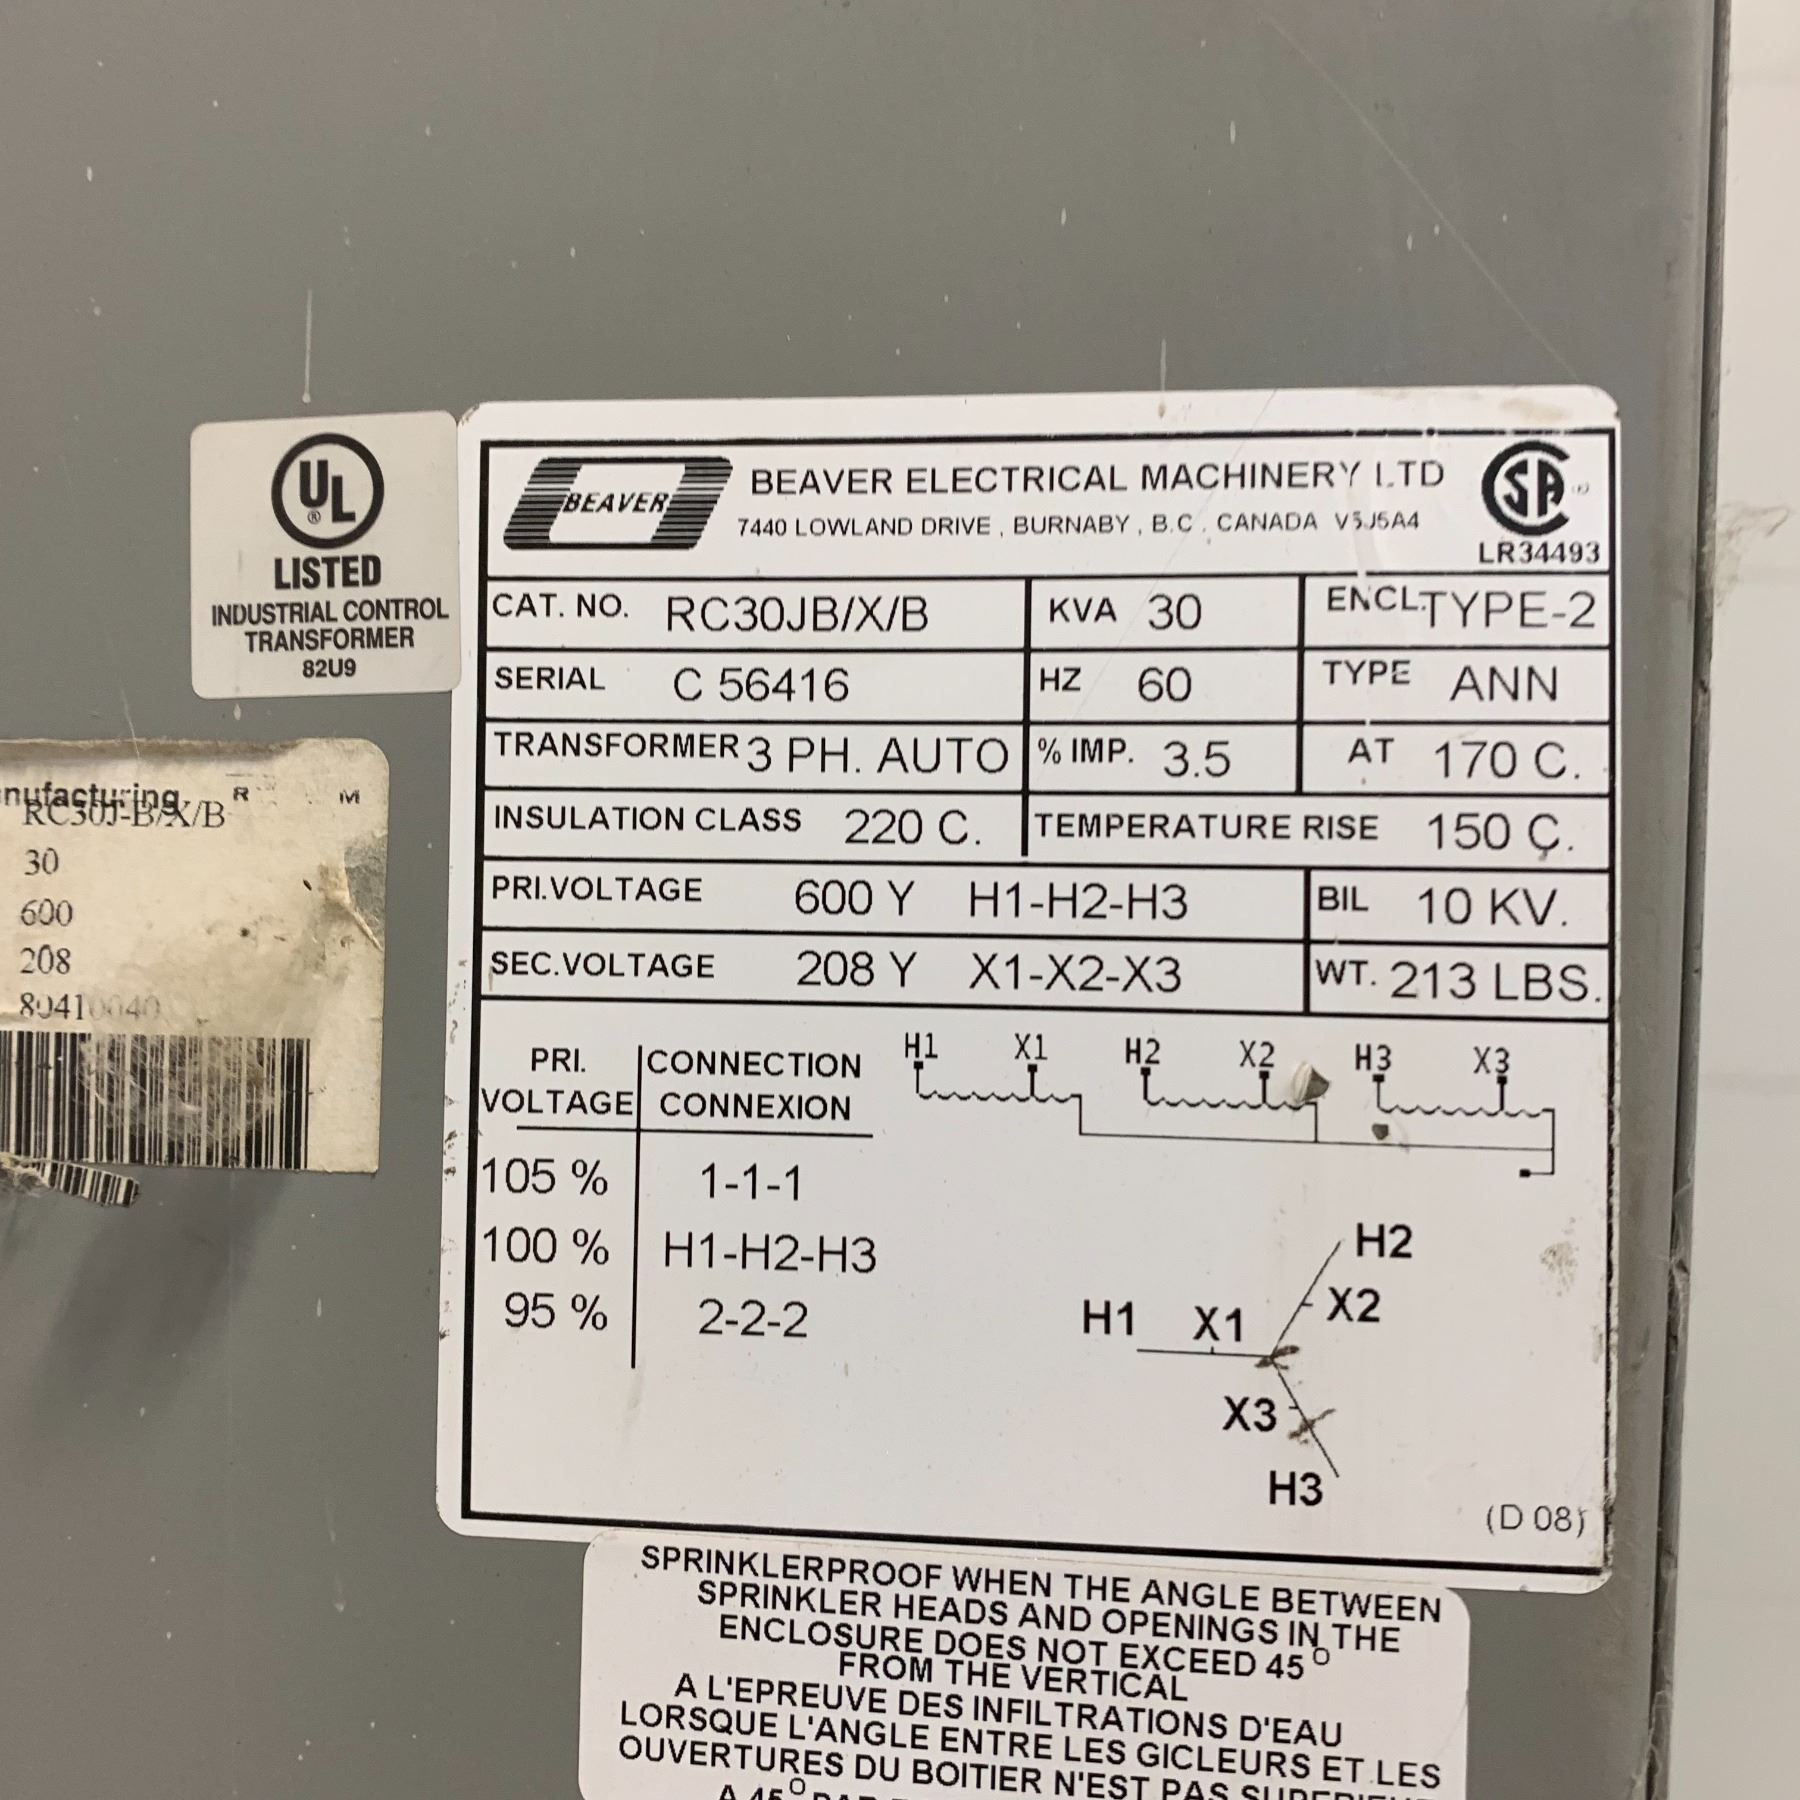 UL
®
LISTED
INDUSTRIAL CONTROL
TRANSFORMER
82U9
RC30J-B/X/B
30
600
208
BEAVER
BEAVER ELECTRICAL MACHINERY LTD
7440 LOWLAND DRIVE, BURNABY, B.C. CANADA V5J5A4
LR34493
CAT. NO. RC30JB/X/B KVA 30 ENCL. TYPE-2
SERIAL C 56416 HZ 60 TYPE ANN
TRANSFORMER 3 PH. AUTO % IMP. 3.5 AT 170 C.
INSULATION CLASS 220 C. TEMPERATURE RISE 150 C.
PRI.VOLTAGE 600 Y H1-H2-H3 BIL 10 KV.
SEC.VOLTAGE 208 Y X1-X2-X3 WT. 213 LBS.
H1 X1 H2 X2 H3 X3
PRI. CONNECTION
VOLTAGE CONNEXION
105 % 1-1-1
100 % H1-H2-H3
95 % 2-2-2
H2
H1 X1 X2
X3
H3
(D 08)
SPRINKLERPROOF WHEN THE ANGLE BETWEEN
SPRINKLER HEADS AND OPENINGS IN THE
ENCLOSURE DOES NOT EXCEED 45°
FROM THE VERTICAL
A L'EPREUVE DES INFILTRATIONS D'EAU
LORSQUE L'ANGLE ENTRE LES GICLEURS ET LES
OUVERTURES DU BOITIER N'EST PAS
A 45°